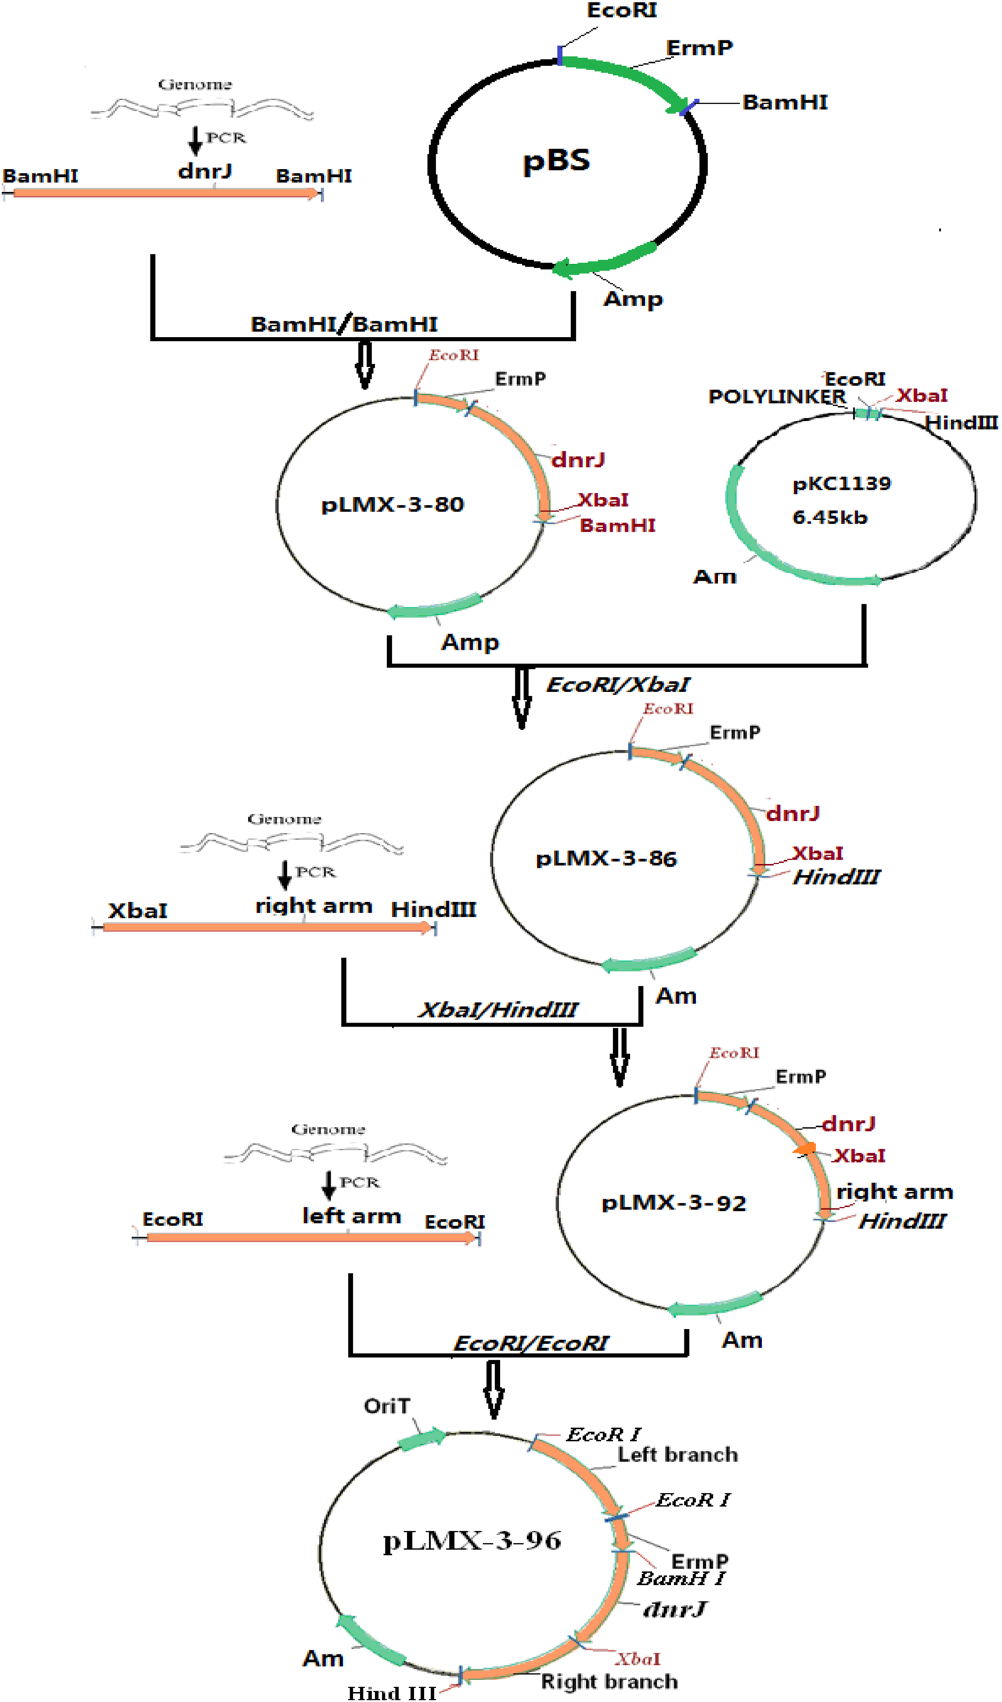 EcoRI
ErmP
BamHI
pBS
Amp
Genome
PCR
dnrJ
BamHI
BamHI
BamHI/BamHI
EcoRI
ErmP
dnrJ
XbaI
BamHI
pLMX-3-80
Amp
EcoRI
POLYLINKER
XbaI
HindIII
pKC1139
6.45kb
Am
EcoRI/XbaI
EcoRI
ErmP
dnrJ
XbaI
HindIII
pLMX-3-86
Am
Genome
PCR
XbaI
right arm
HindIII
XbaI/HindIII
EcoRI
ErmP
dnrJ
XbaI
right arm
HindIII
pLMX-3-92
Am
Genome
PCR
EcoRI
left arm
EcoRI
EcoRI/EcoRI
OriT
EcoR I
Left branch
EcoR I
pLMX-3-96
ErmP
BamH I
dnrJ
Am
XbaI
Right branch
Hind III